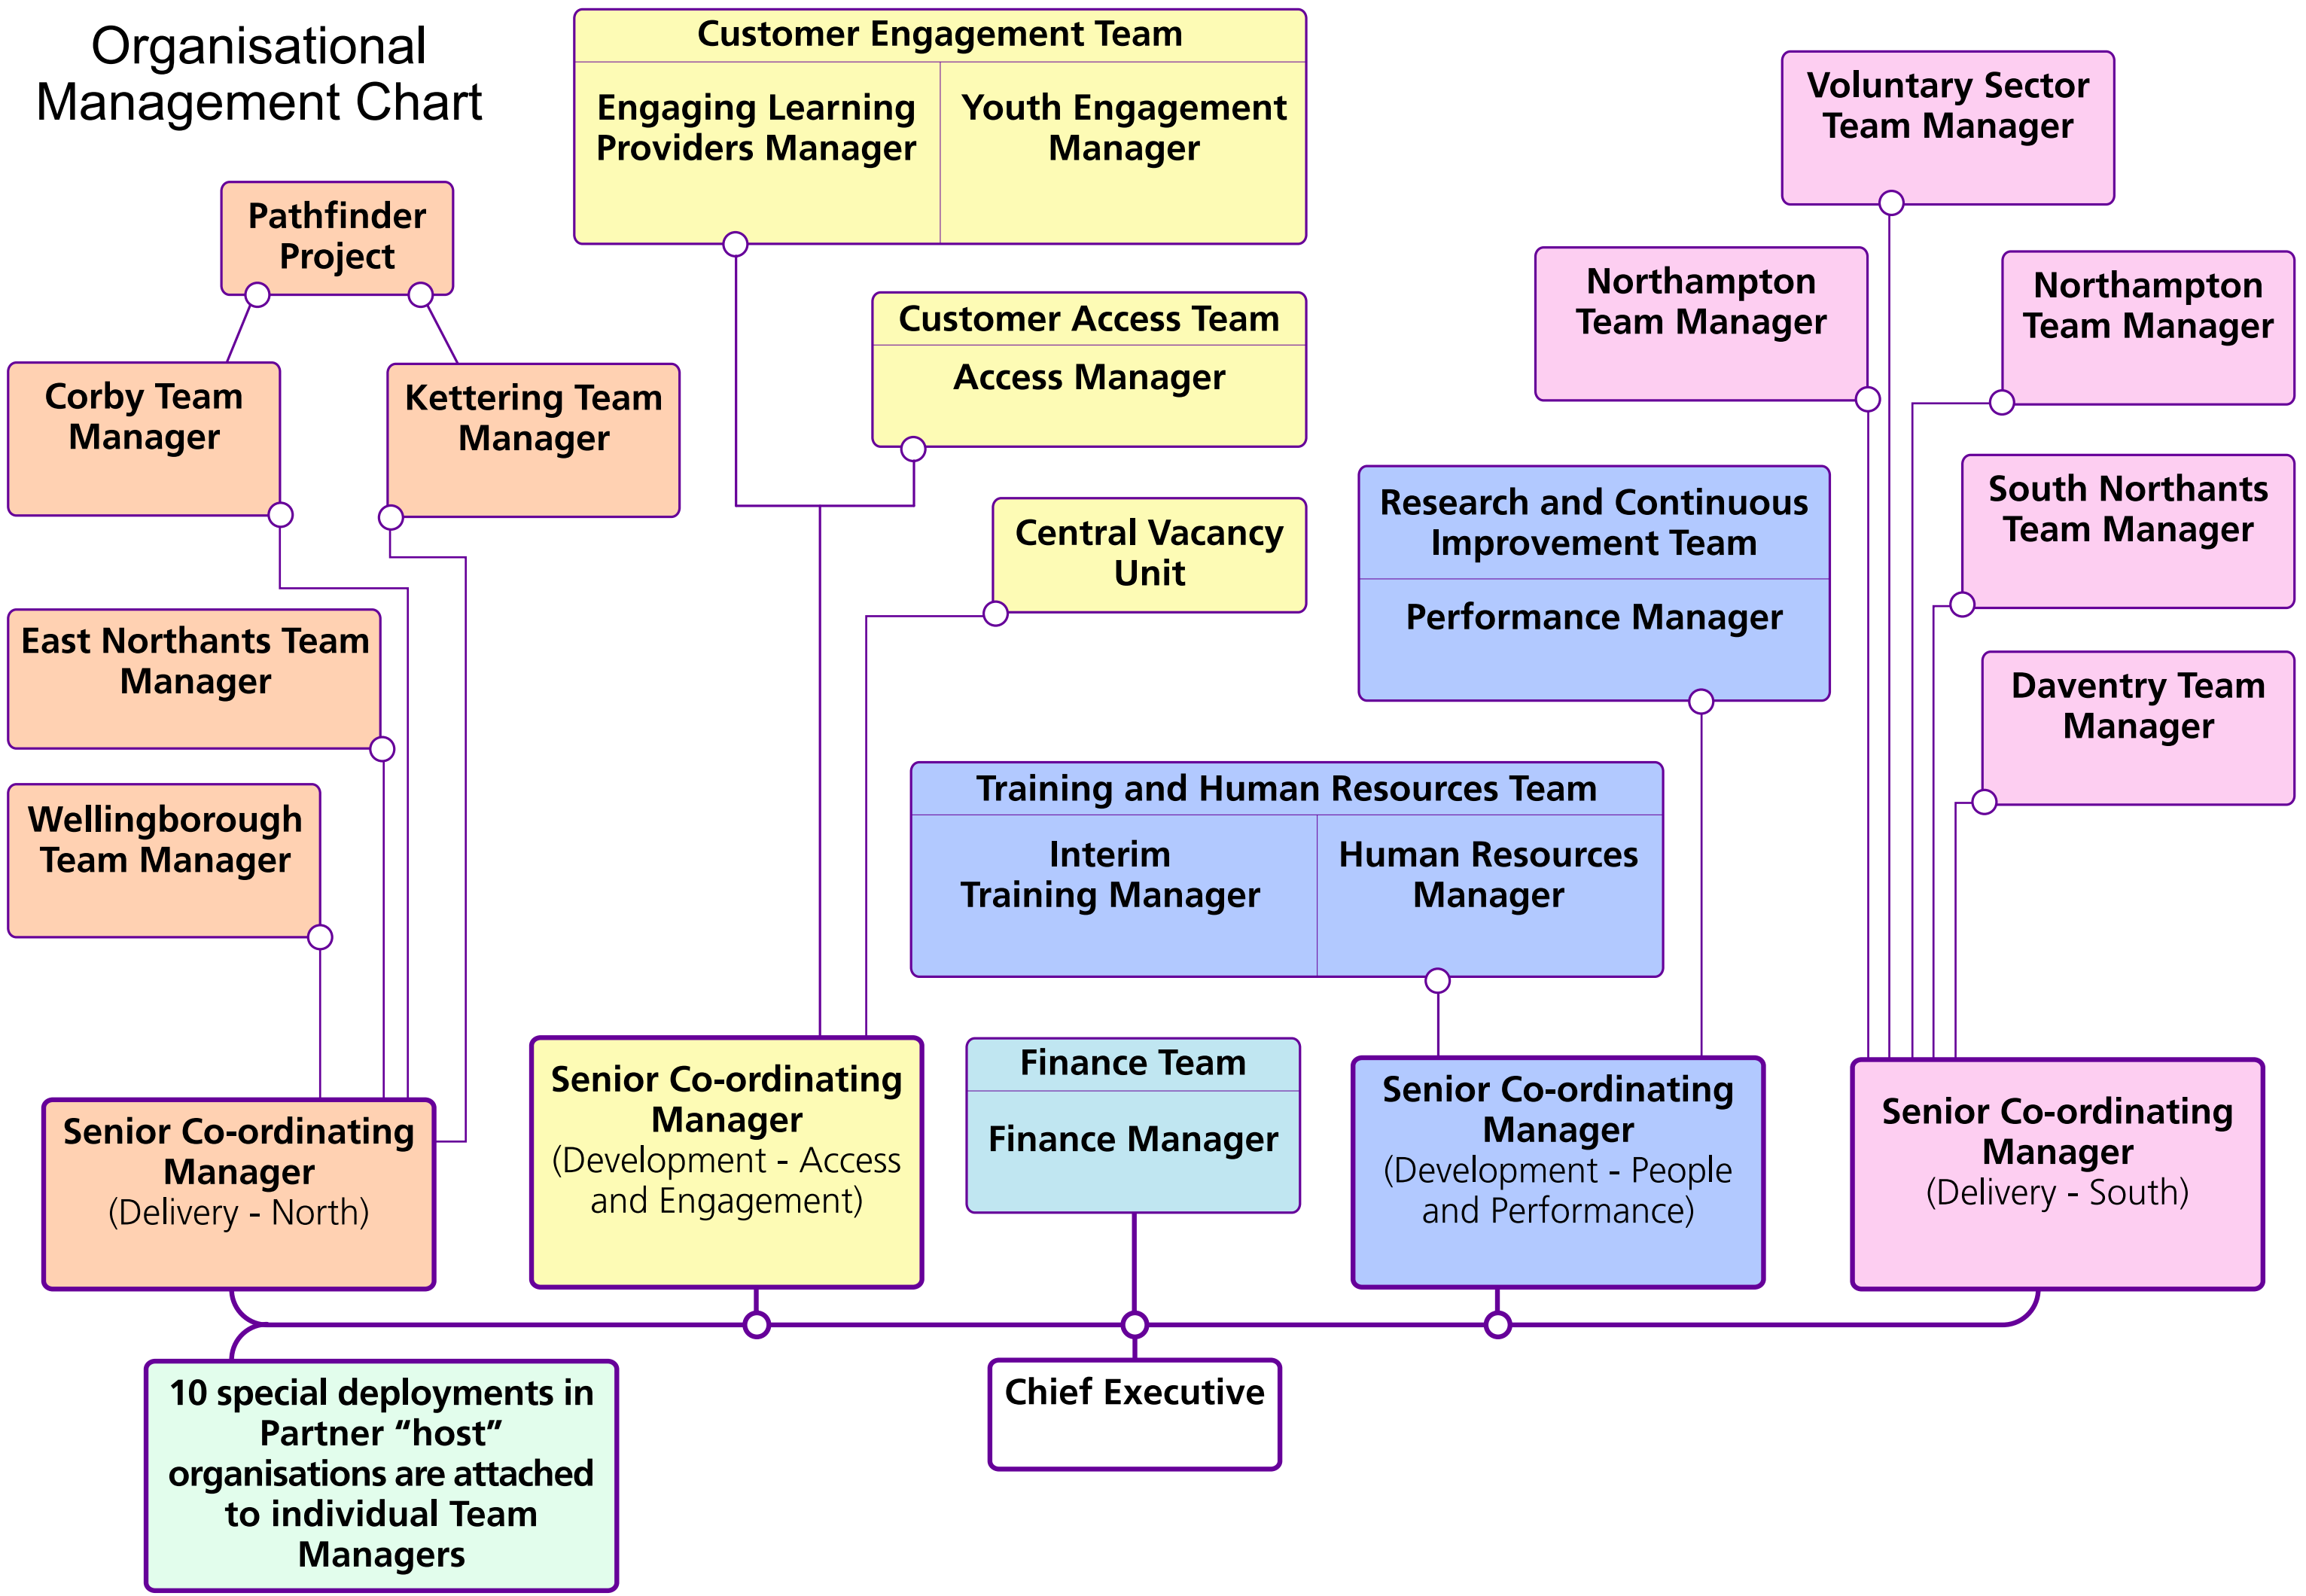 Organisational
Management Chart
Customer Engagement Team
Engaging Learning
Providers Manager
Youth Engagement
Manager
Voluntary Sector
Team Manager
Pathfinder
Project
Northampton
Team Manager
Northampton
Team Manager
Customer Access Team
Access Manager
Corby Team
Manager
Kettering Team
Manager
Research and Continuous
Improvement Team
Performance Manager
South Northants
Team Manager
Central Vacancy
Unit
East Northants Team
Manager
Daventry Team
Manager
Training and Human Resources Team
Interim
Training Manager
Human Resources
Manager
Wellingborough
Team Manager
Senior Co-ordinating
Manager
(Delivery - North)
Senior Co-ordinating
Manager
(Development - Access
and Engagement)
Finance Team
Finance Manager
Senior Co-ordinating
Manager
(Development - People
and Performance)
Senior Co-ordinating
Manager
(Delivery - South)
10 special deployments in
Partner “host”
organisations are attached
to individual Team
Managers
Chief Executive